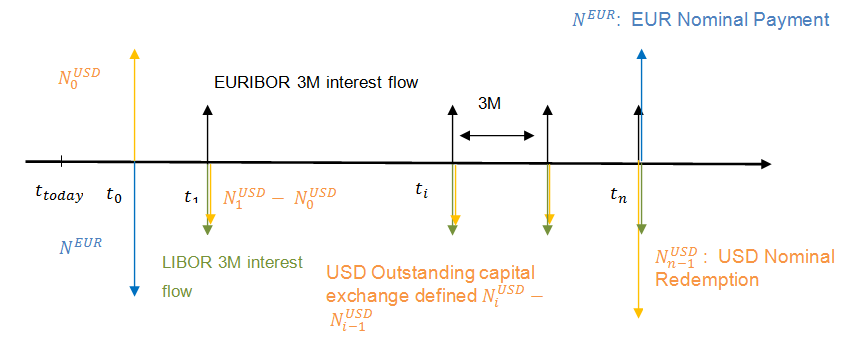 N^{EUR}: EUR Nominal Payment
N_0^{USD}
EURIBOR 3M interest flow
3M
t_{today}
t_0
t_1
N_1^{USD} − N_0^{USD}
t_i
t_n
N^{EUR}
LIBOR 3M interest
flow
USD Outstanding capital
exchange defined N_i^{USD} −
N_{i-1}^{USD}
N_{n-1}^{USD} : USD Nominal
Redemption